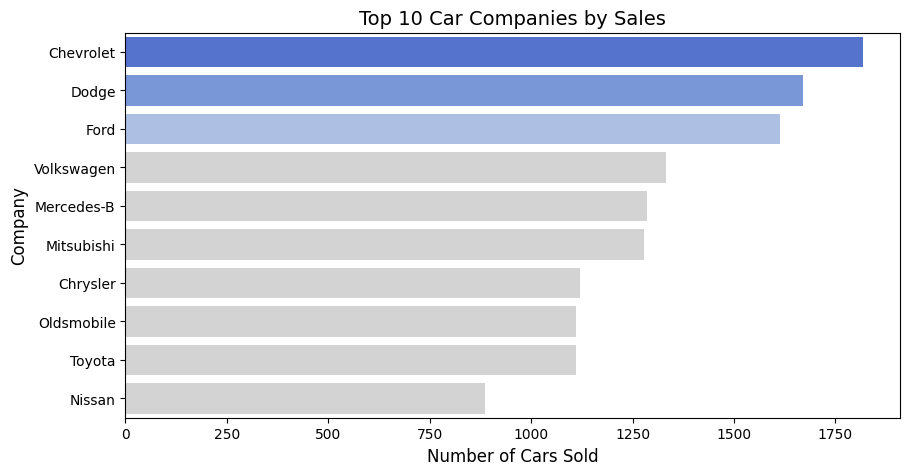 Top 10 Car Companies by Sales
Company
Chevrolet
Dodge
Ford
Volkswagen
Mercedes-B
Mitsubishi
Chrysler
Oldsmobile
Toyota
Nissan
0 250 500 750 1000 1250 1500 1750
Number of Cars Sold